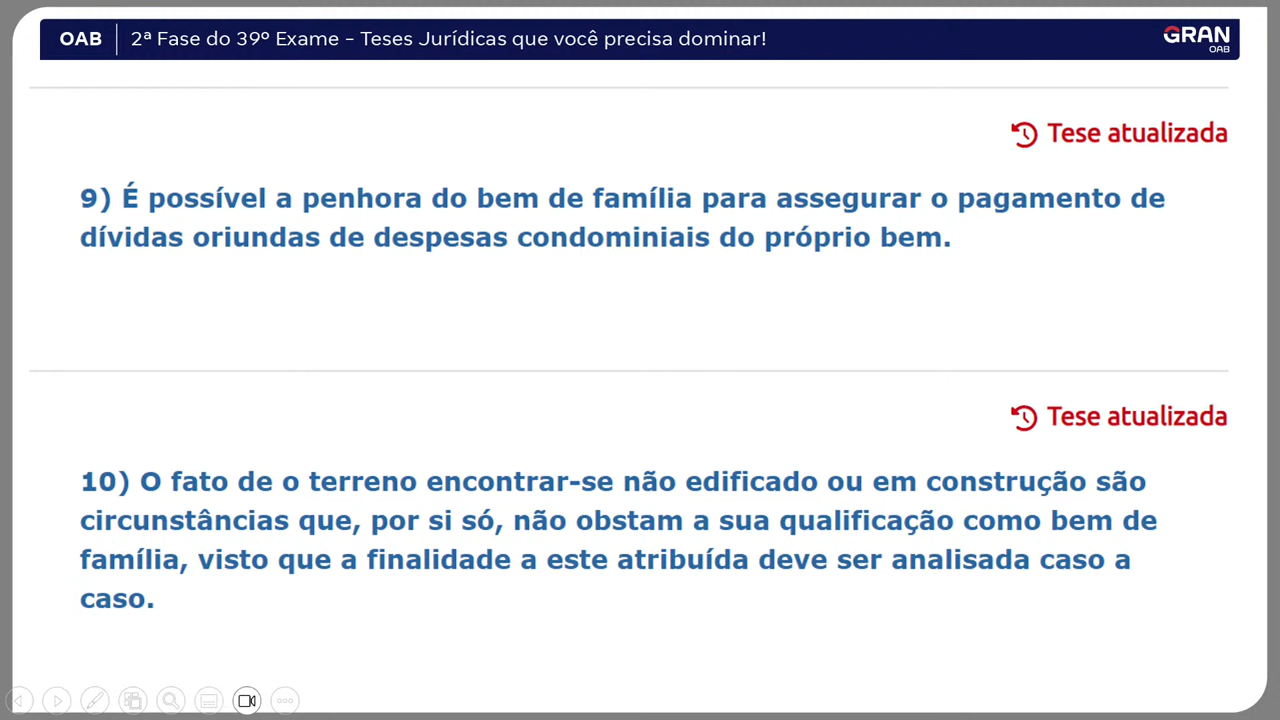 OAB 2ª Fase do 39º Exame – Teses Jurídicas que você precisa dominar!
GRAN
OAB
Tese atualizada
9) É possível a penhora do bem de família para assegurar o pagamento de
dívidas oriundas de despesas condominiais do próprio bem.
Tese atualizada
10) O fato de o terreno encontrar-se não edificado ou em construção são
circunstâncias que, por si só, não obstam a sua qualificação como bem de
família, visto que a finalidade a este atribuída deve ser analisada caso a
caso.